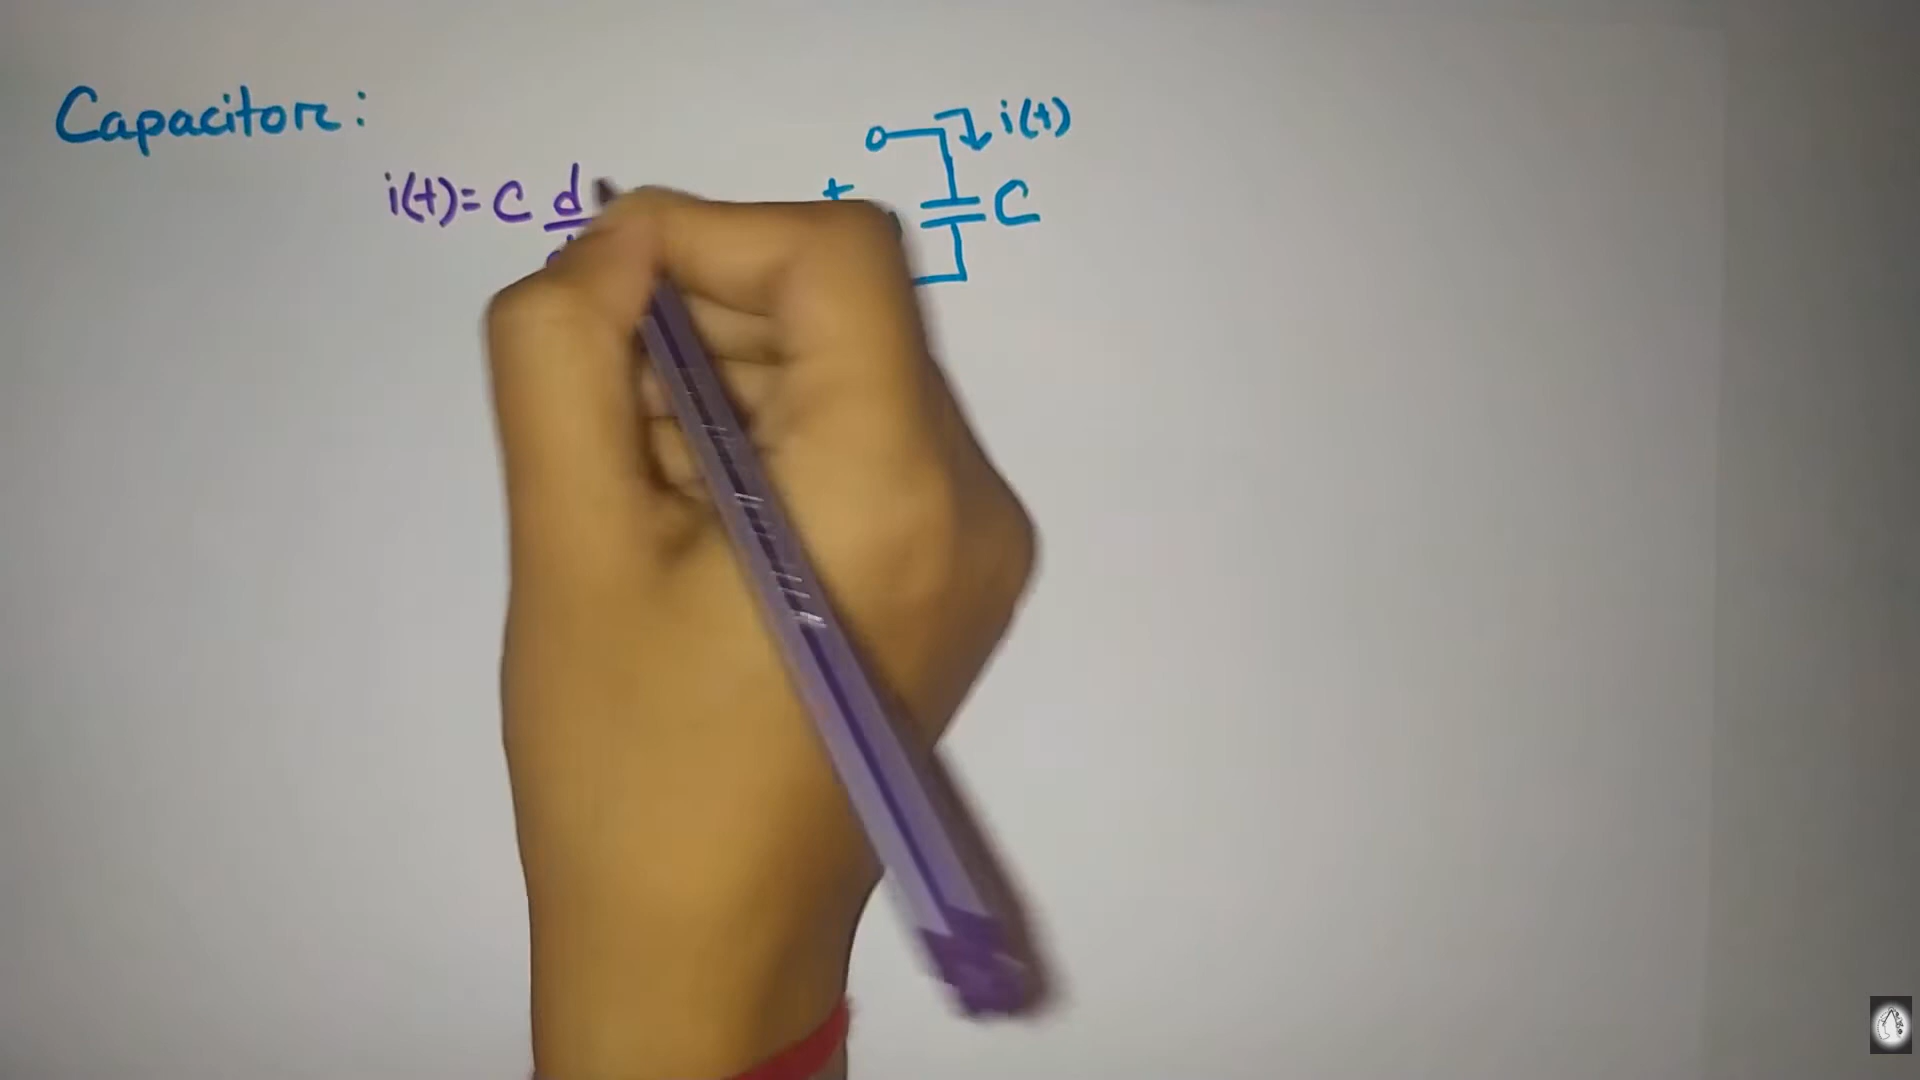 Capacitor:
i(t)
i(t) = C d
+
C